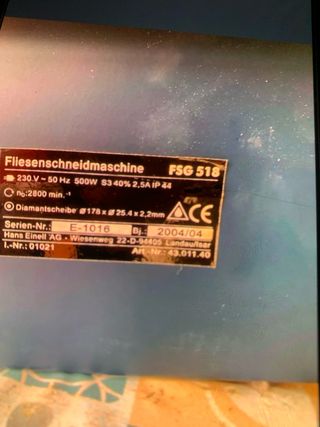 Fliesenschneidmaschine FSG 518
230 V ~ 50 Hz 500W S3 40% 2,5A IP 44
n₀:2800 min.⁻¹
Diamantscheibe ø178 x ø 25.4 x 2,2mm CE
Serien-Nr.: E-1016 Bj.: 2004/04
Hans Einell AG - Wiesenweg 22-D-94405 Landau/Isar
I.-Nr.: 01021 Art.-Nr.: 43.011.40